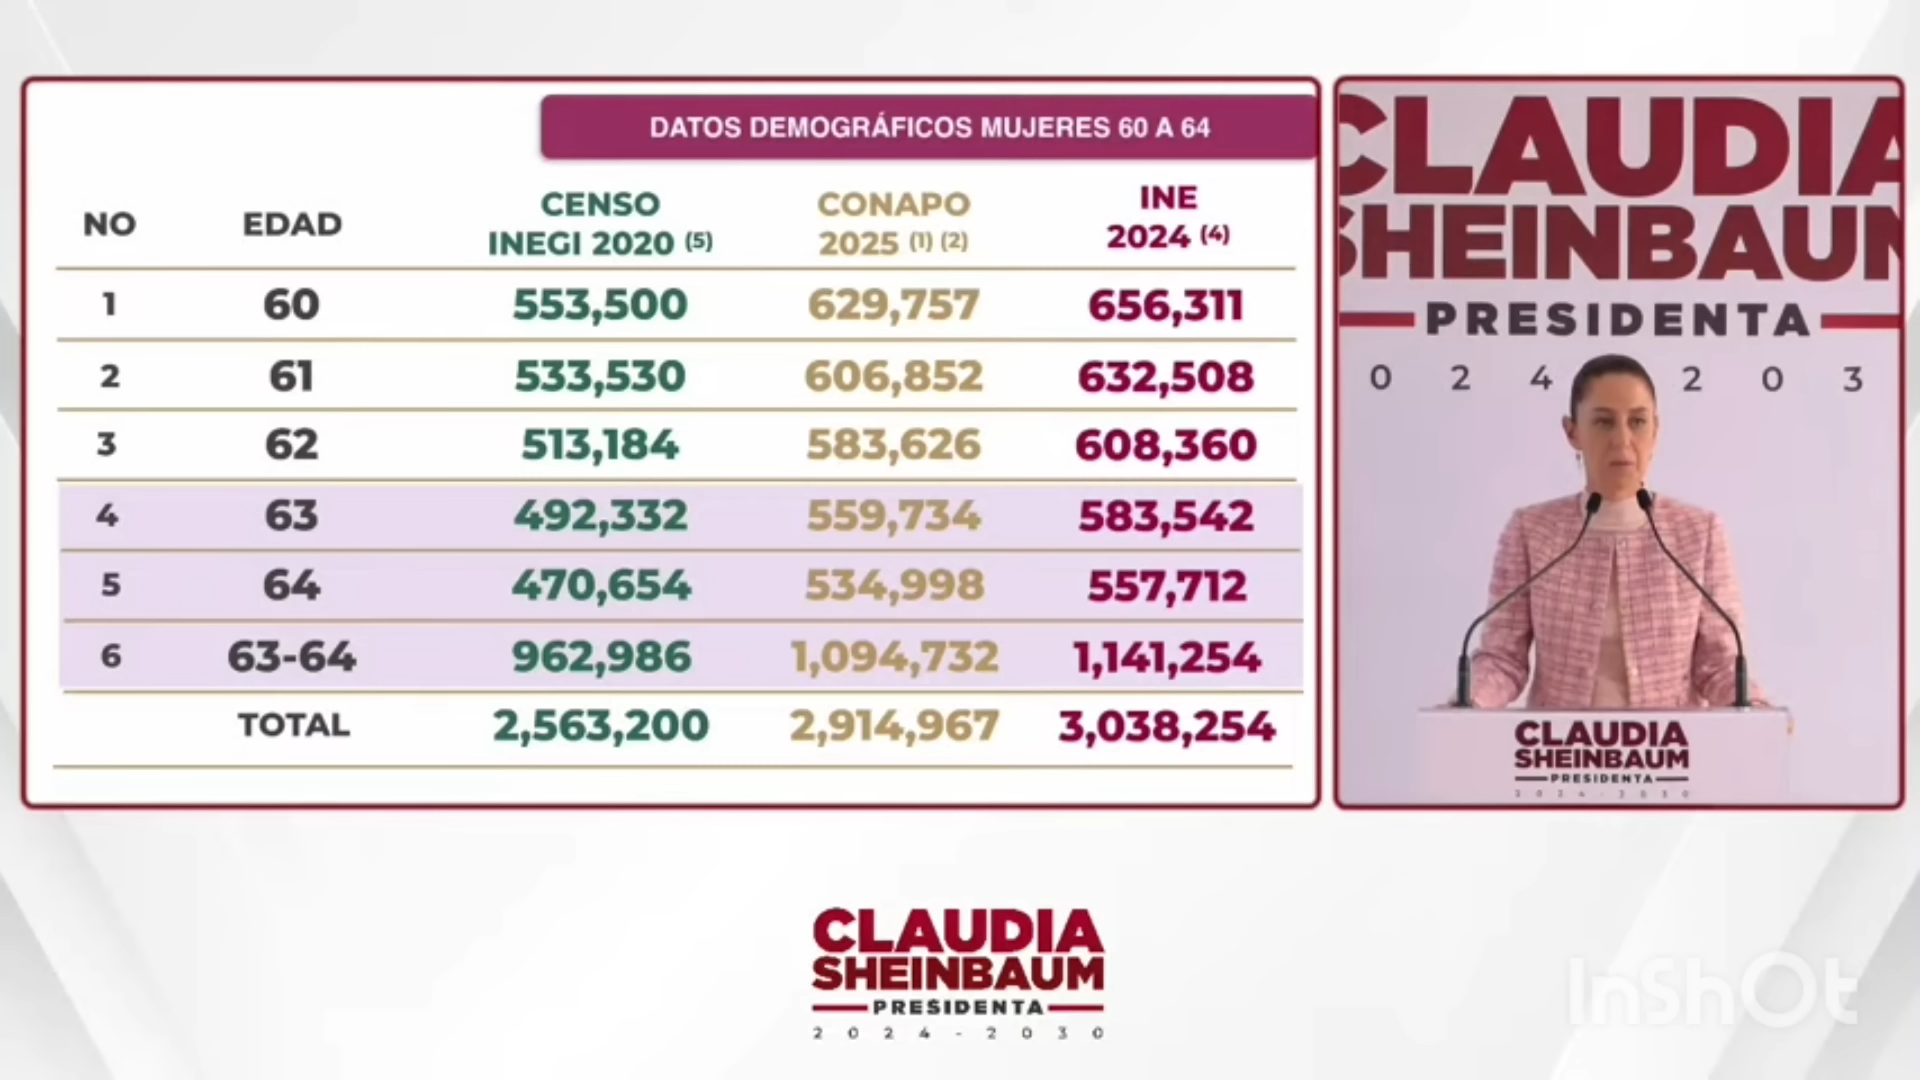 DATOS DEMOGRÁFICOS MUJERES 60 A 64
NO EDAD CENSO INEGI 2020 (5) CONAPO 2025 (1) (2) INE 2024 (4)
1 60 553,500 629,757 656,311
2 61 533,530 606,852 632,508
3 62 513,184 583,626 608,360
4 63 492,332 559,734 583,542
5 64 470,654 534,998 557,712
6 63-64 962,986 1,094,732 1,141,254
TOTAL 2,563,200 2,914,967 3,038,254
CLAUDIA
SHEINBAUM
PRESIDENTA
0 2 4 2 0 3
CLAUDIA
SHEINBAUM
PRESIDENTA
2024-2030
CLAUDIA
SHEINBAUM
PRESIDENTA
2024-2030
InShOt